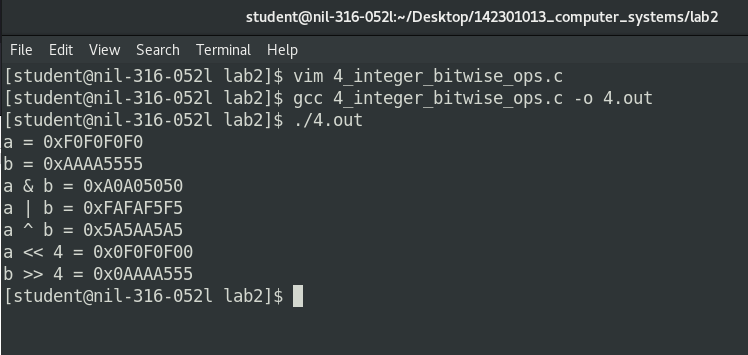 student@nil-316-052l:~/Desktop/142301013_computer_systems/lab2
File Edit View Search Terminal Help
[student@nil-316-052l lab2]$ vim 4_integer_bitwise_ops.c
[student@nil-316-052l lab2]$ gcc 4_integer_bitwise_ops.c -o 4.out
[student@nil-316-052l lab2]$ ./4.out
a = 0xF0F0F0F0
b = 0xAAAA5555
a & b = 0xA0A05050
a | b = 0xFAFAF5F5
a ^ b = 0x5A5AA5A5
a << 4 = 0x0F0F0F00
b >> 4 = 0x0AAAA555
[student@nil-316-052l lab2]$